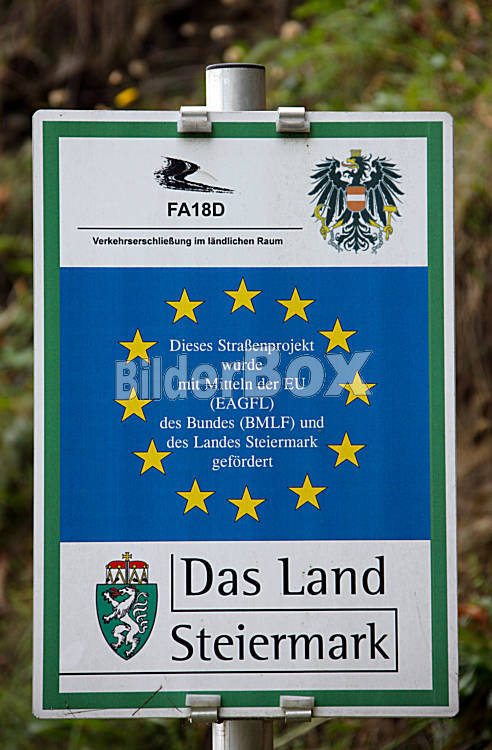 FA18D
Verkehrserschließung im ländlichen Raum
Dieses Straßenprojekt
wurde
mit Mitteln der EU
(EAGFL)
des Bundes (BMLF) und
des Landes Steiermark
gefördert
BilderBOX
Das Land
Steiermark